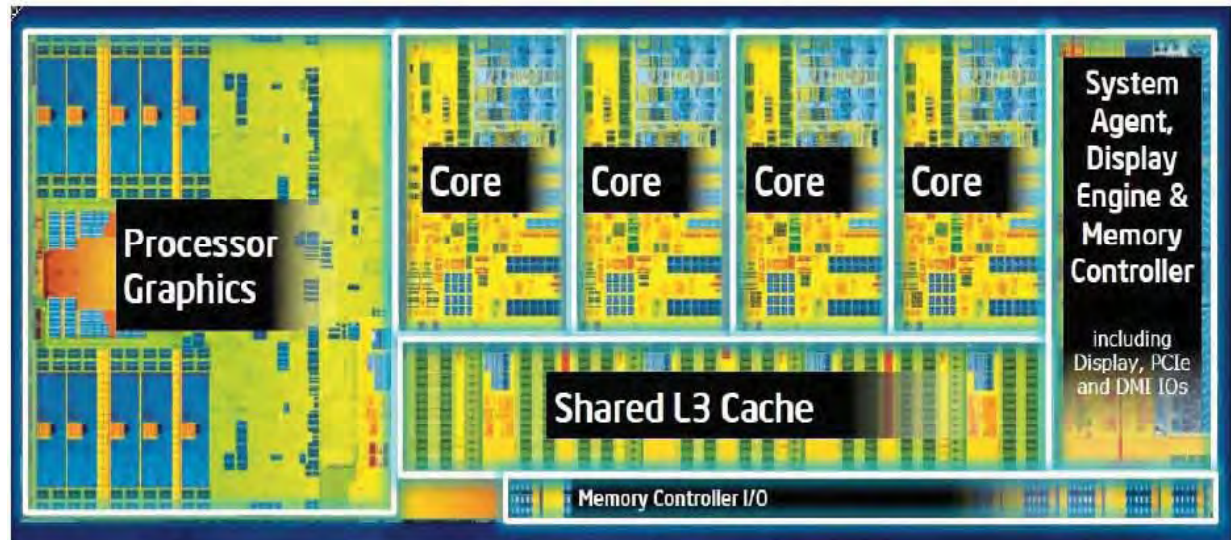 Processor
Graphics
Core
Core
Core
Core
System
Agent,
Display
Engine &
Memory
Controller
including
Display, PCIe
and DMI IOs
Shared L3 Cache
Memory Controller I/O